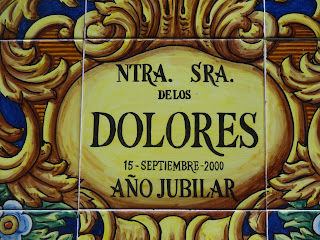 NTRA. SRA.
DE LOS
DOLORES
15-SEPTIEMBRE-2000
AÑO JUBILAR